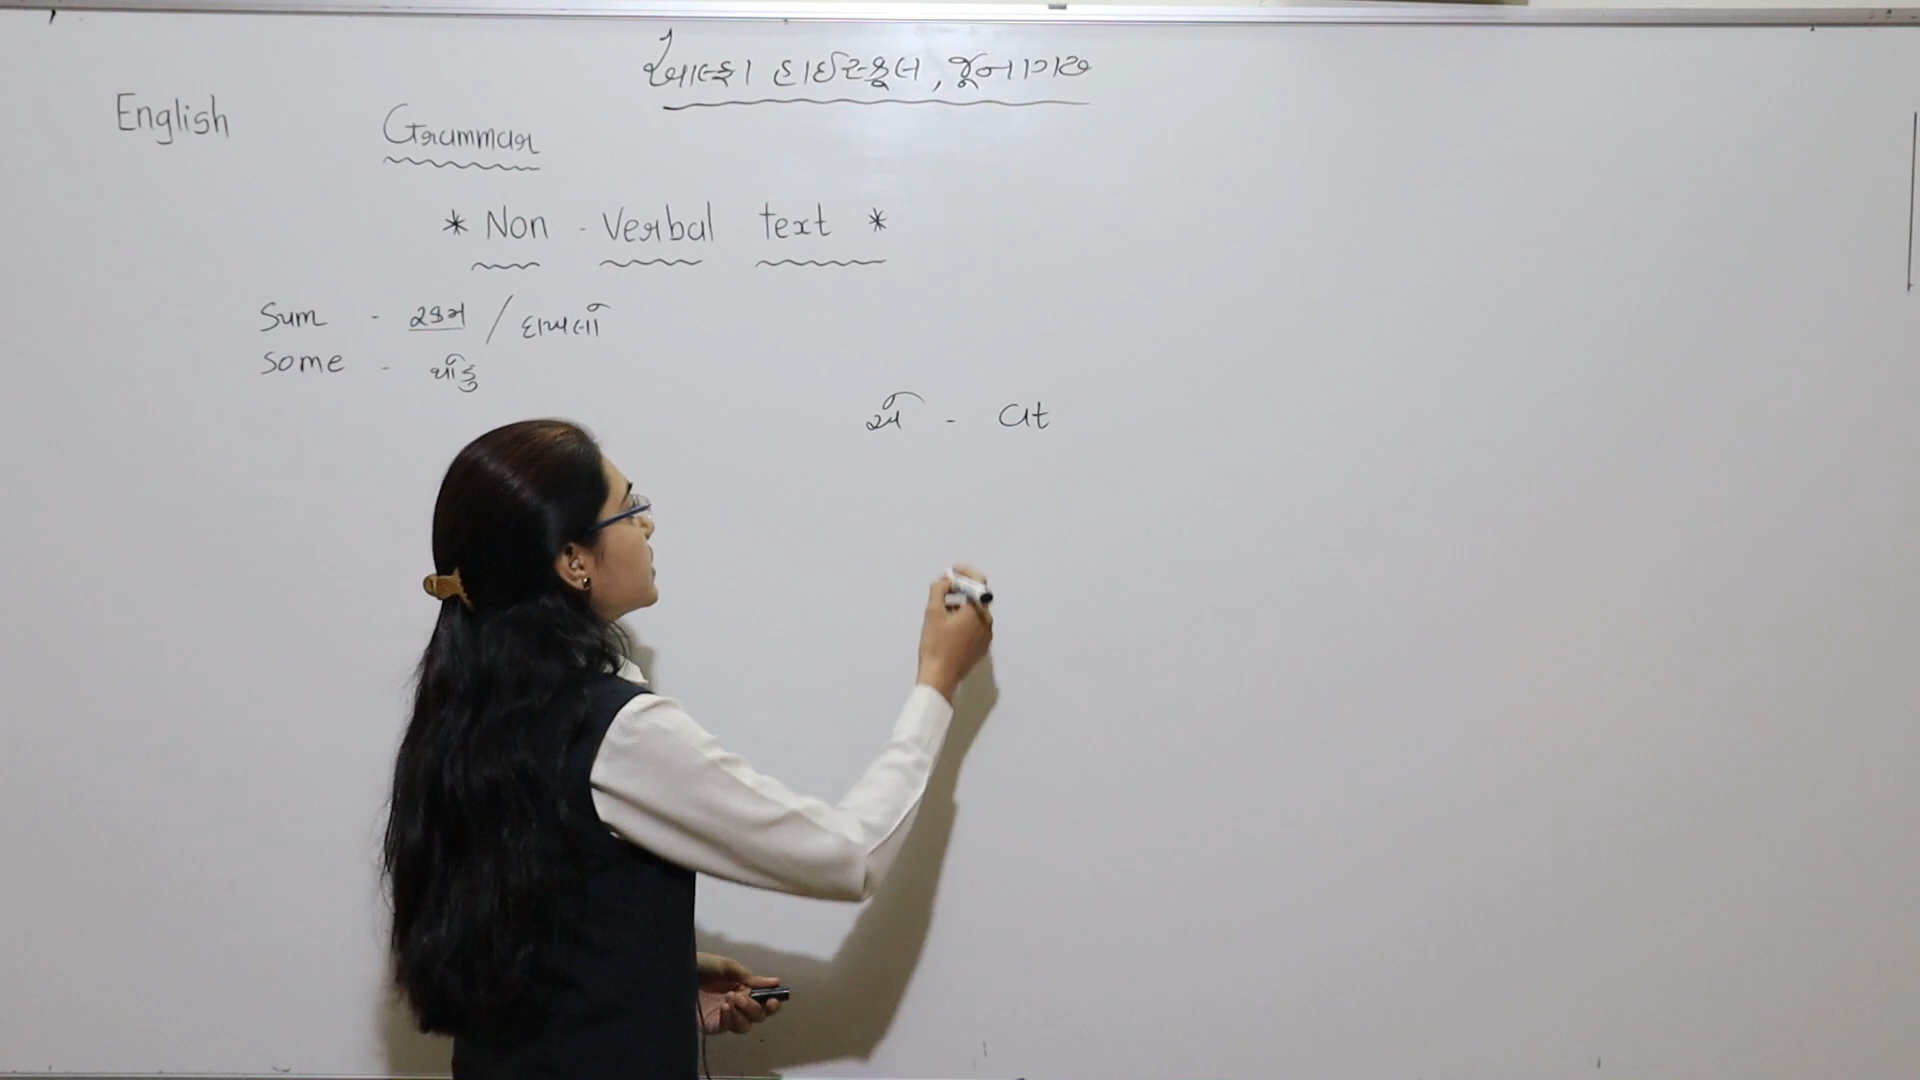 આલ્ફા હાઈસ્કૂલ, જૂનાગઢ
English Grammar
* Non - Verbal text *
Sum - રકમ / દાખલો
Some - થોડું
એ - at